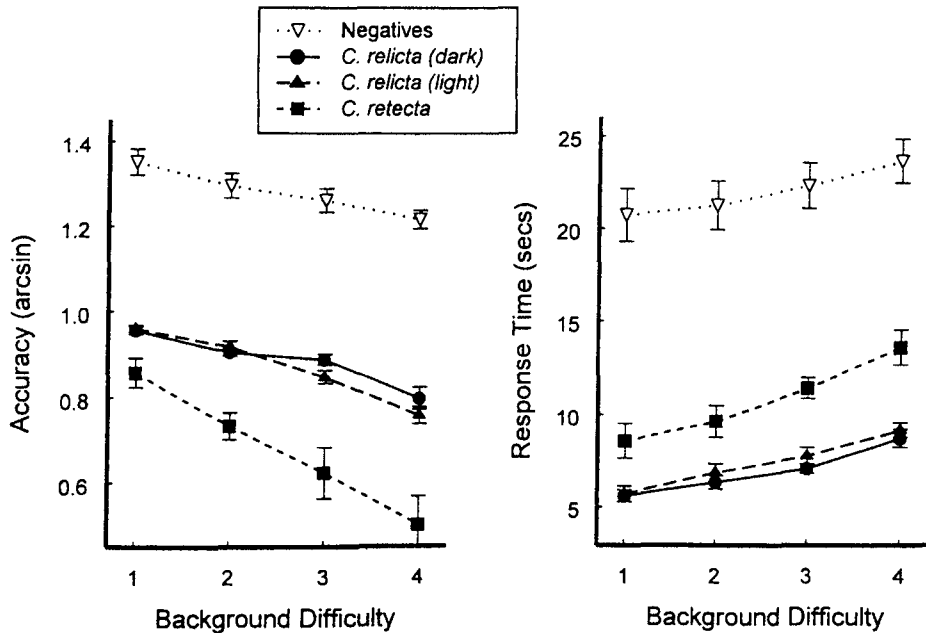 Negatives
C. relicta (dark)
C. relicta (light)
C. retecta
Accuracy (arcsin)
1.4
1.2
1.0
0.8
0.6
1 2 3 4
Background Difficulty
Response Time (secs)
25
20
15
10
5
1 2 3 4
Background Difficulty